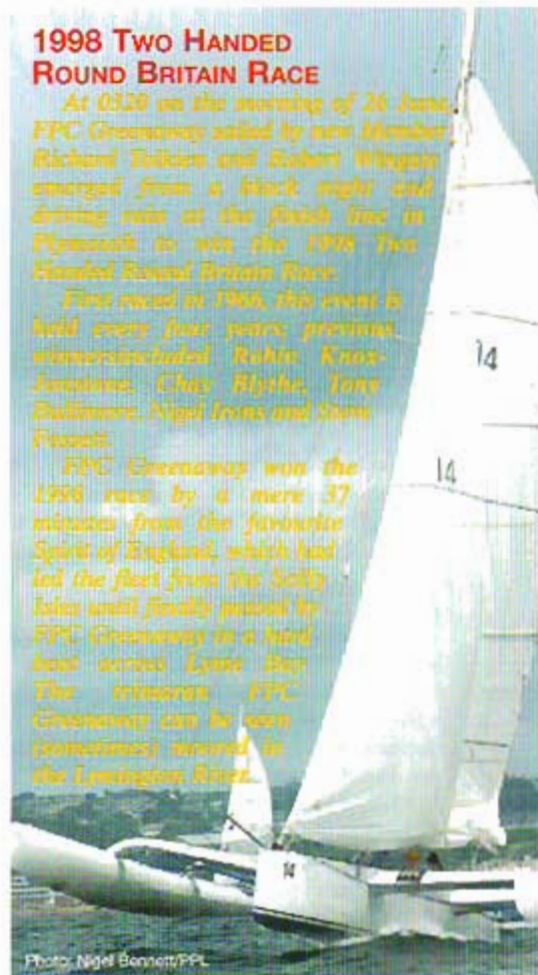 1998 TWO HANDED
ROUND BRITAIN RACE
At 0320 on the morning of 26 June,
FPC Greenaway sailed by new Member
Richard Tolkien and Robert Wingate
emerged from a black night and
driving rain at the finish line in
Plymouth to win the 1998 Two
Handed Round Britain Race.
First raced in 1966, this event is
held every four years; previous
winnersincluded Robin Knox-
Chay Blythe, Tony
Bullimore, Nigel Irons and Steve
Fossett.
FPC Greenaway won the
1998 race by a mere 37
minutes from the favourite
Spirit of England, which had
led the fleet from the Scilly
Isles until finally passed by
FPC Greenaway in a hard
beat across Lyme Bay
The trimaran FPC
Greenaway can be seen
(sometimes) moored in
the Lymington River.
14
14
14
Photo: Nigel Bennett/PPL